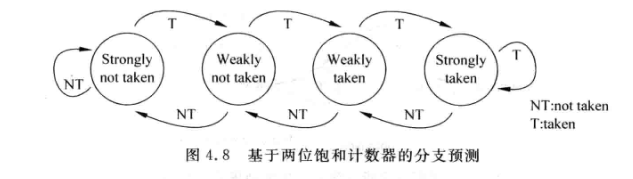 T
T
T
Strongly
not taken
Weakly
not taken
Weakly
taken
Strongly
taken
T
NT
NT
NT
NT
NT:not taken
T:taken
图 4.8 基于两位饱和计数器的分支预测